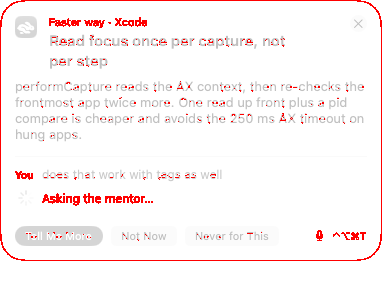 Faster way · Xcode
Read focus once per capture, not
per step
performCapture reads the AX context, then re-checks the
frontmost app twice more. One read up front plus a pid
compare is cheaper and avoids the 250 ms AX timeout on
hung apps.
You does that work with tags as well
Asking the mentor...
Tell Me More Not Now Never for This ⌃⌥⌘T